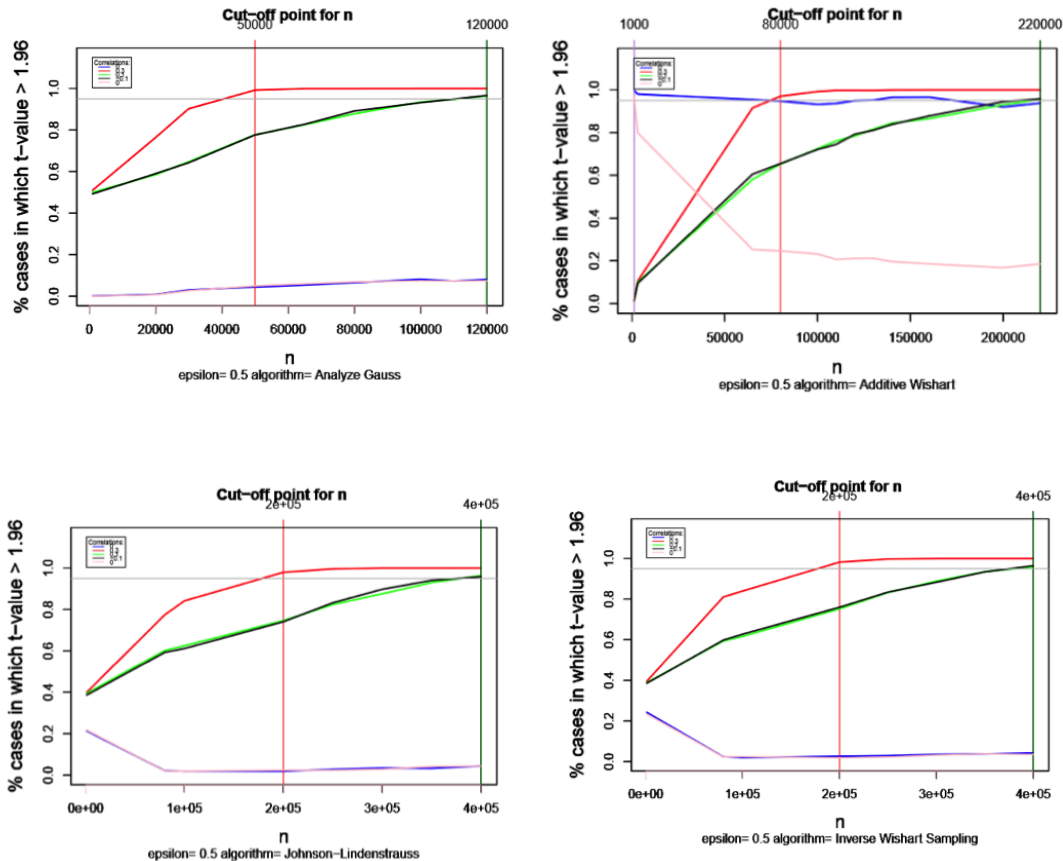 Cut-off point for n
50000 120000
% cases in which t-value > 1.96
Correlations:
0.0 0.2 0.4 0.6 0.8 1.0
0 20000 40000 60000 80000 100000 120000
n
epsilon= 0.5 algorithm= Analyze Gauss
Cut-off point for n
1000 80000 220000
% cases in which t-value > 1.96
Correlations:
0.0 0.2 0.4 0.6 0.8 1.0
0 50000 100000 150000 200000
n
epsilon= 0.5 algorithm= Additive Wishart
Cut-off point for n
2e+05 4e+05
% cases in which t-value > 1.96
Correlations:
0.0 0.2 0.4 0.6 0.8 1.0
0e+00 1e+05 2e+05 3e+05 4e+05
n
epsilon= 0.5 algorithm= Johnson-Lindenstrauss
Cut-off point for n
2e+05 4e+05
% cases in which t-value > 1.96
Correlations:
0.0 0.2 0.4 0.6 0.8 1.0
0e+00 1e+05 2e+05 3e+05 4e+05
n
epsilon= 0.5 algorithm= Inverse Wishart Sampling